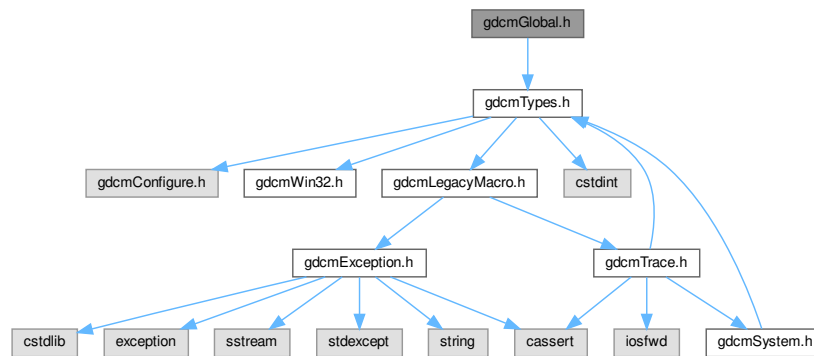 gdcmGlobal.h
gdcmTypes.h
gdcmConfigure.h
gdcmWin32.h
gdcmLegacyMacro.h
cstdint
gdcmException.h
gdcmTrace.h
cstdlib
exception
sstream
stdexcept
string
cassert
iosfwd
gdcmSystem.h